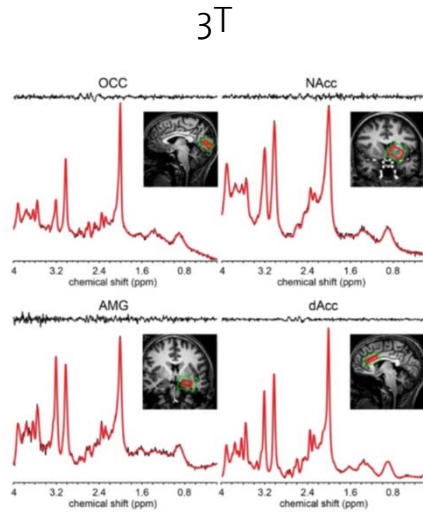 3T
OCC NAcc
4 3.2 2.4 1.6 0.8 4 3.2 2.4 1.6 0.8
chemical shift (ppm) chemical shift (ppm)
AMG dAcc
4 3.2 2.4 1.6 0.8 4 3.2 2.4 1.6 0.8
chemical shift (ppm) chemical shift (ppm)